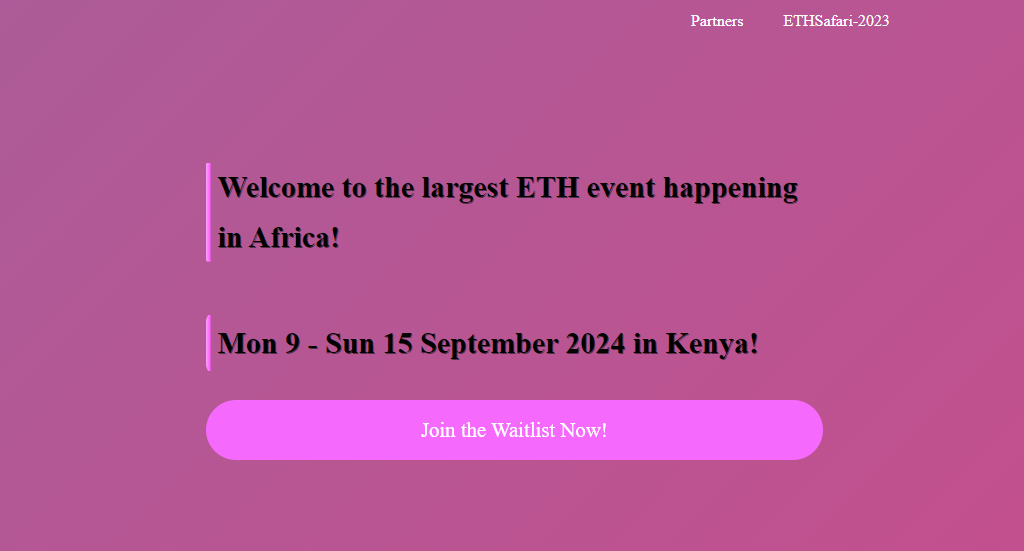 Partners ETHSafari-2023
Welcome to the largest ETH event happening
in Africa!
Mon 9 - Sun 15 September 2024 in Kenya!
Join the Waitlist Now!